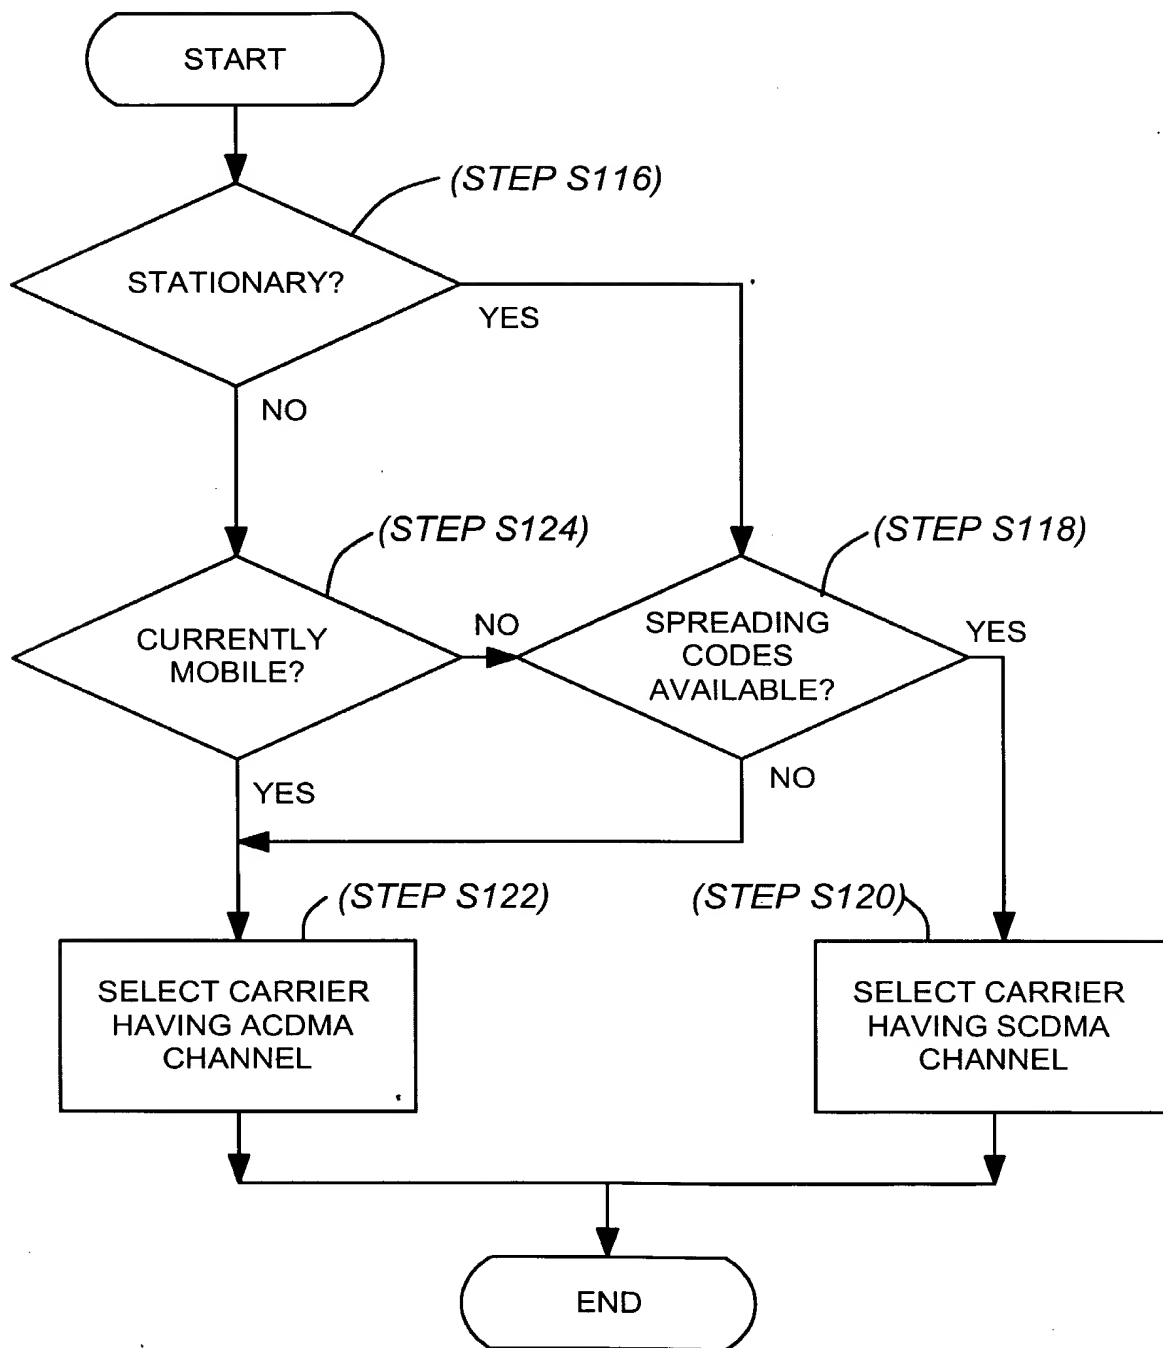 START
(STEP S116)
STATIONARY?
YES
NO
(STEP S124)
(STEP S118)
CURRENTLY
MOBILE?
NO
SPREADING
CODES
AVAILABLE?
YES
YES
NO
(STEP S122)
(STEP S120)
SELECT CARRIER
HAVING ACDMA
CHANNEL
SELECT CARRIER
HAVING SCDMA
CHANNEL
END